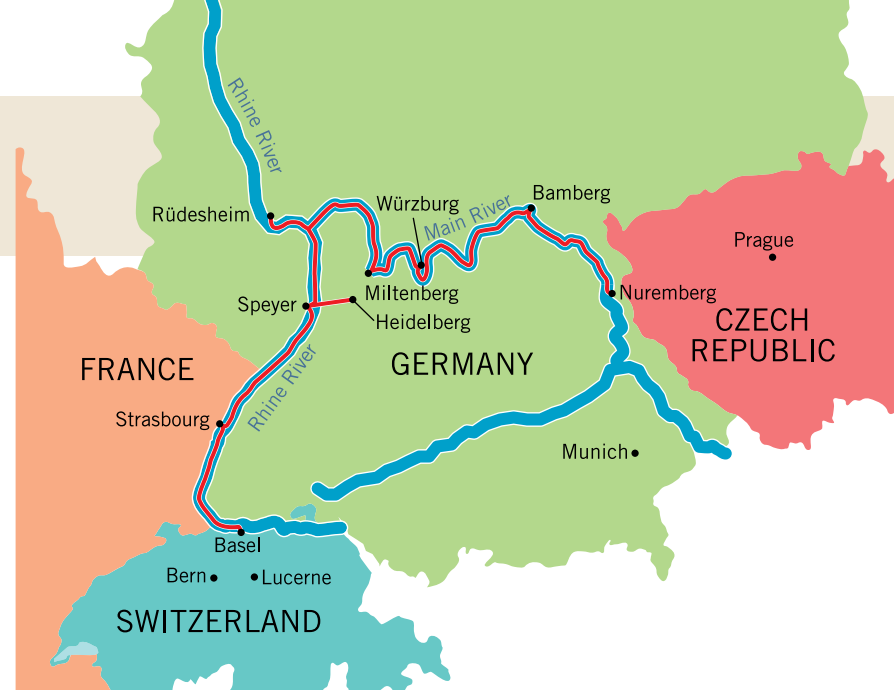 Rhine River
Rüdesheim
Würzburg
Main River
Bamberg
Prague
Miltenberg
Nuremberg
Speyer
Heidelberg
CZECH
REPUBLIC
FRANCE
GERMANY
Rhine River
Strasbourg
Munich
Basel
Bern
Lucerne
SWITZERLAND